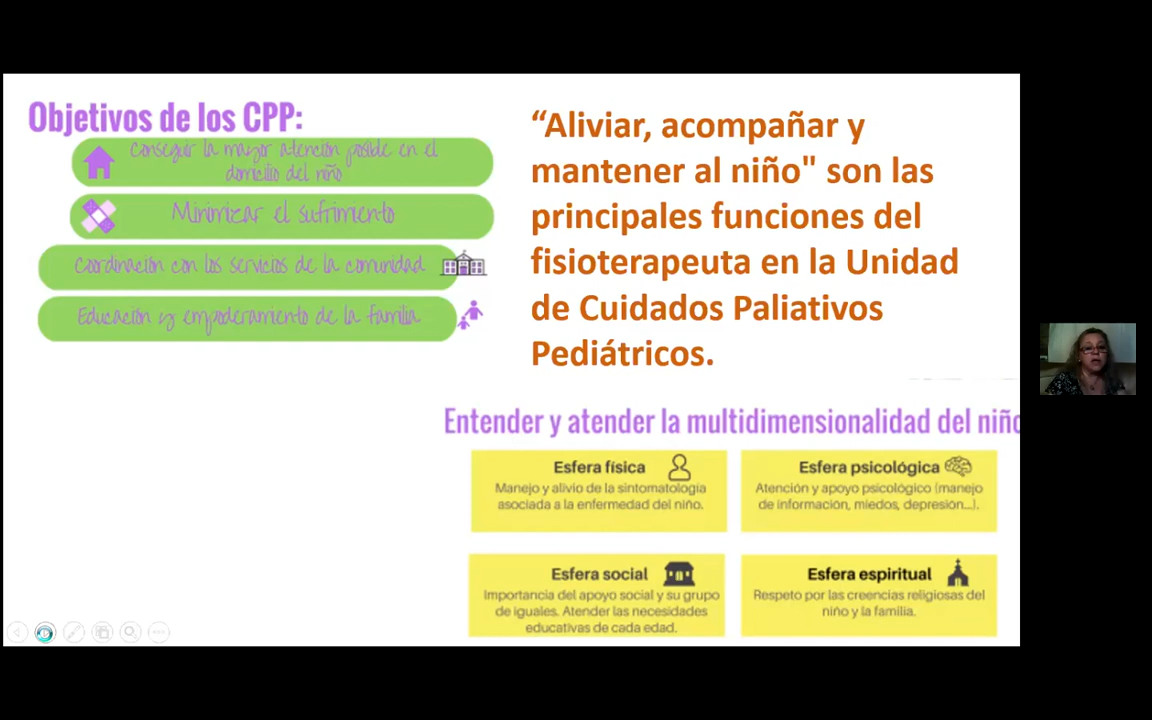 Objetivos de los CPP:
Conseguir la mayor atención posible en el
domicilio del niño
Minimizar el sufrimiento
Coordinación con los servicios de la comunidad
Educación y empoderamiento de la familia
“Aliviar, acompañar y
mantener al niño" son las
principales funciones del
fisioterapeuta en la Unidad
de Cuidados Paliativos
Pediátricos.
Entender y atender la multidimensionalidad del niño
Esfera física
Manejo y alivio de la sintomatología
asociada a la enfermedad del niño.
Esfera psicológica
Atención y apoyo psicológico (manejo
de información, miedos, depresión...).
Esfera social
Importancia del apoyo social y su grupo
de iguales. Atender las necesidades
educativas de cada edad.
Esfera espiritual
Respeto por las creencias religiosas del
niño y la familia.